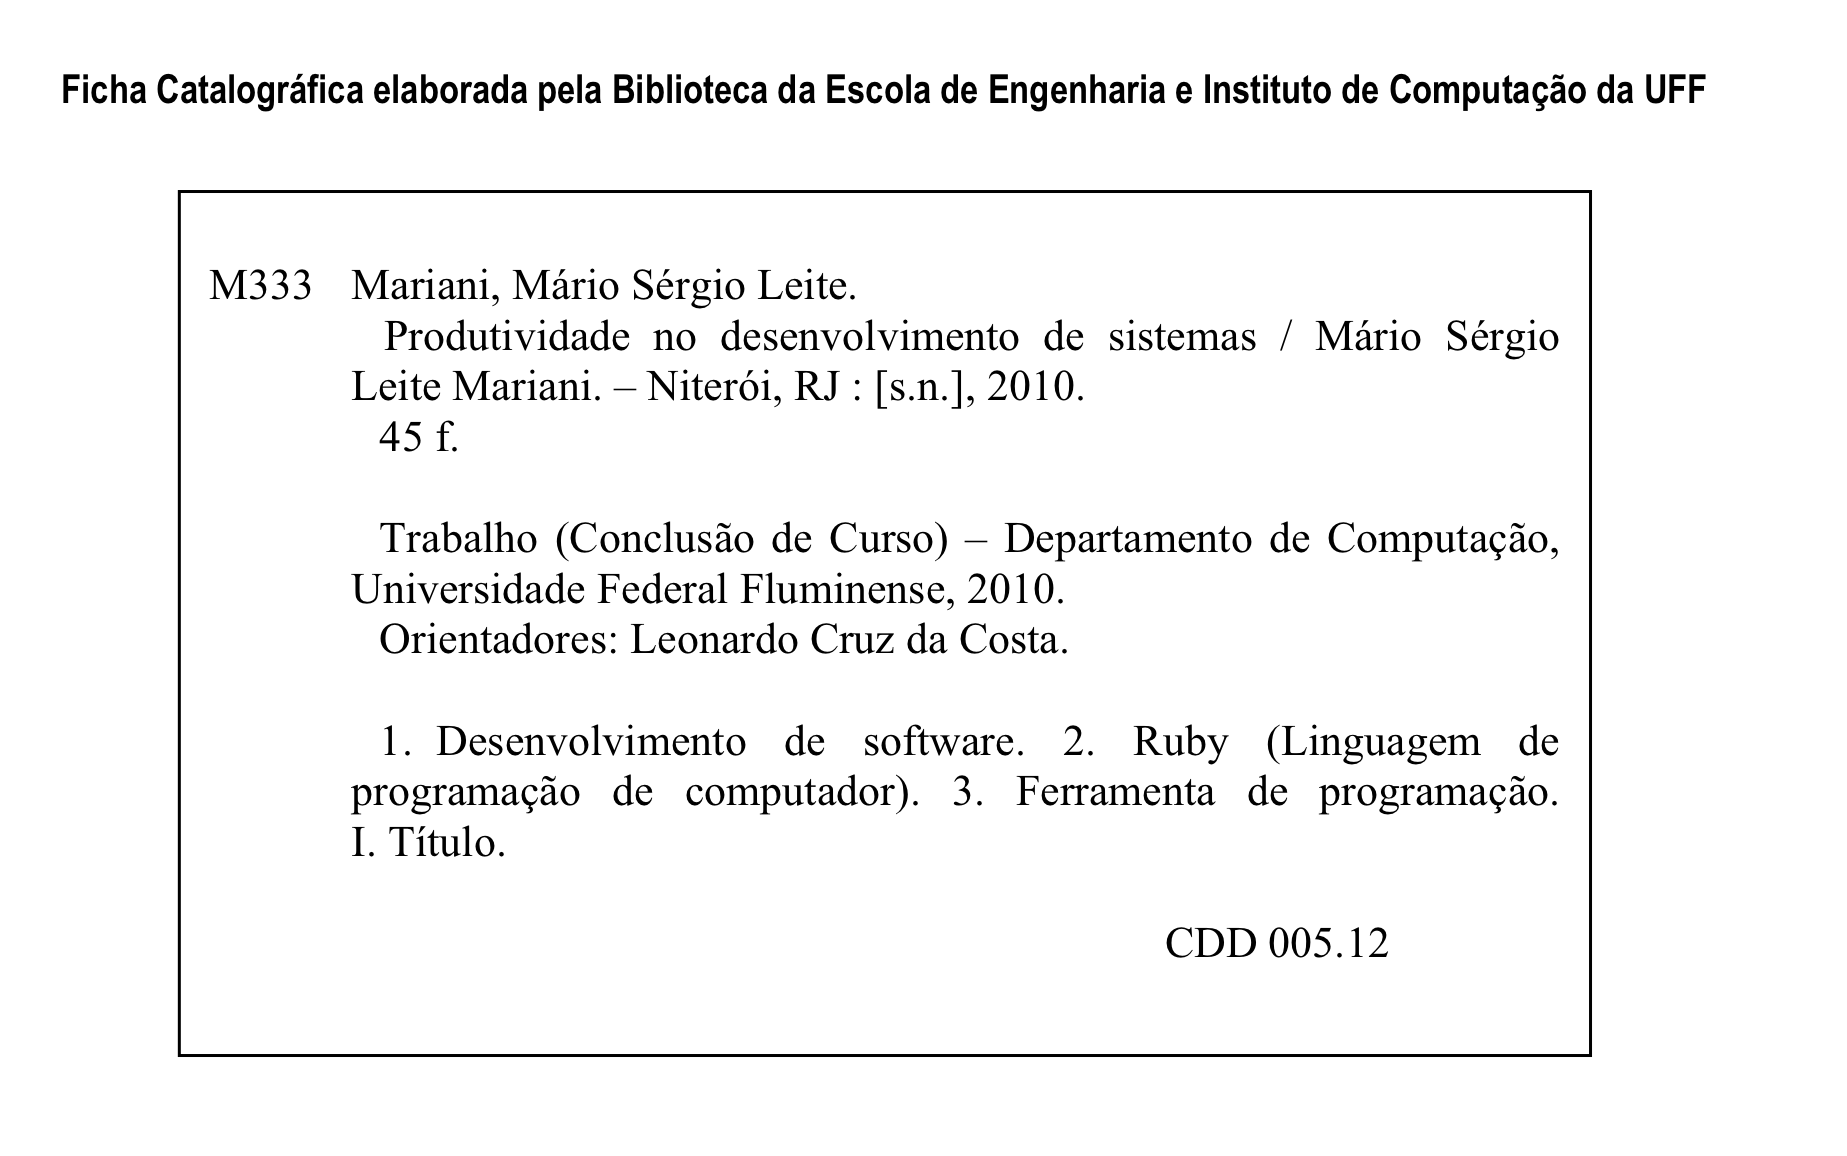 Ficha Catalográfica elaborada pela Biblioteca da Escola de Engenharia e Instituto de Computação da UFF
M333 Mariani, Mário Sérgio Leite.
Produtividade no desenvolvimento de sistemas / Mário Sérgio
Leite Mariani. – Niterói, RJ : [s.n.], 2010.
45 f.
Trabalho (Conclusão de Curso) – Departamento de Computação,
Universidade Federal Fluminense, 2010.
Orientadores: Leonardo Cruz da Costa.
1. Desenvolvimento de software. 2. Ruby (Linguagem de
programação de computador). 3. Ferramenta de programação.
I. Título.
CDD 005.12